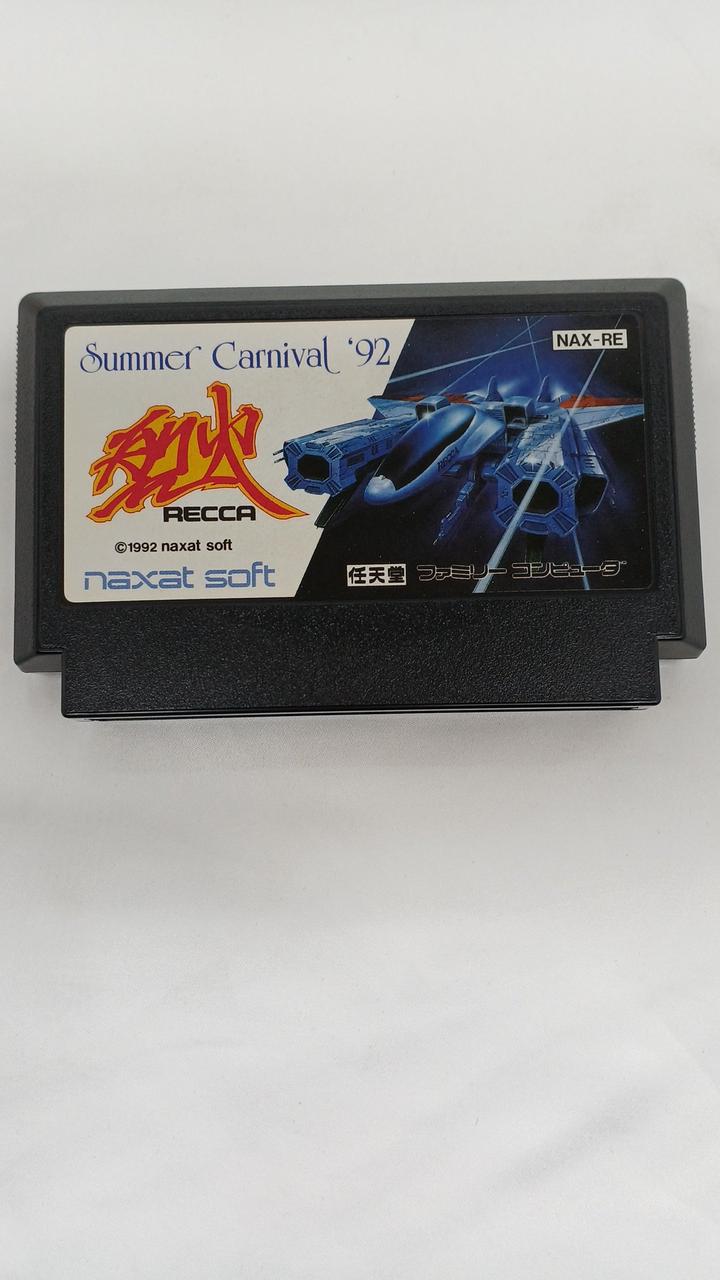 Summer Carnival '92
NAX-RE
烈火
RECCA
RECCA
©1992 naxat soft
naxat soft
任天堂 ファミリー コンピュータ